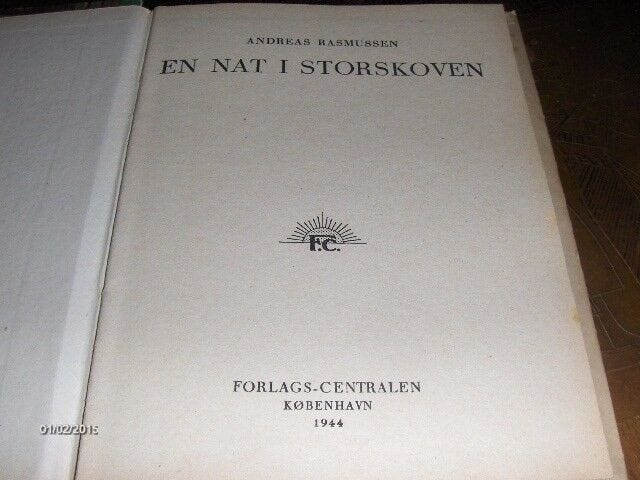 ANDREAS RASMUSSEN
EN NAT I STORSKOVEN
F.C.
FORLAGS-CENTRALEN
KØBENHAVN
1944
01/02/2015